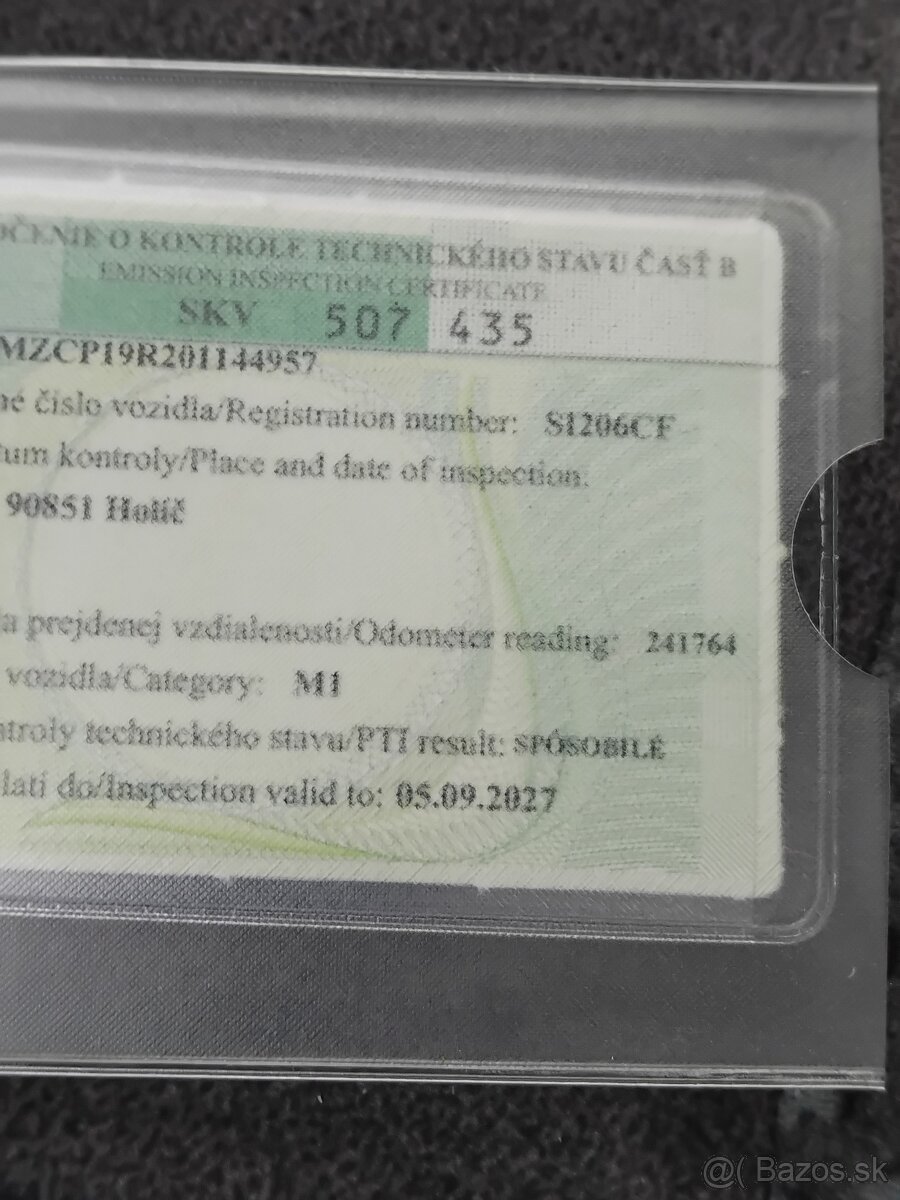 OČENIE O KONTROLE TECHNICKÉHO STAVU ČASŤ B
EMISSION INSPECTION CERTIFICATE
SKV 507 435
MZCP19R201144957
né číslo vozidla/Registration number: SI206CF
tum kontroly/Place and date of inspection:
90851 Holíč
a prejdenej vzdialenosti/Odometer reading: 241764
vozidla/Category: M1
ntroly technického stavu/PTI result: SPÔSOBILÉ
latí do/Inspection valid to: 05.09.2027
@( Bazos.sk